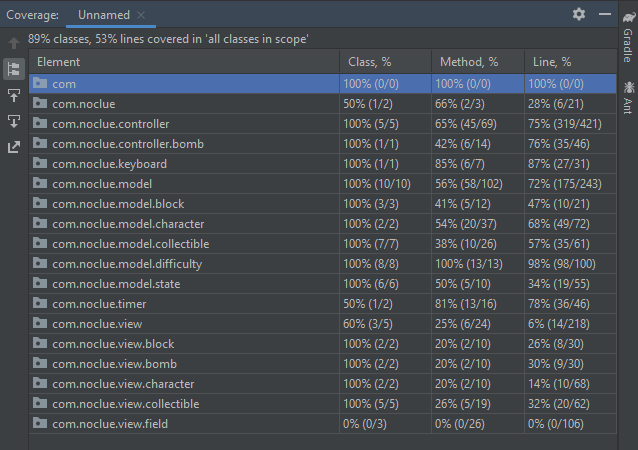 Coverage: Unnamed
89% classes, 53% lines covered in 'all classes in scope'
Element Class, % Method, % Line, %
com 100% (0/0) 100% (0/0) 100% (0/0)
com.noclue 50% (1/2) 66% (2/3) 28% (6/21)
com.noclue.controller 100% (5/5) 65% (45/69) 75% (319/421)
com.noclue.controller.bomb 100% (1/1) 42% (6/14) 76% (35/46)
com.noclue.keyboard 100% (1/1) 85% (6/7) 87% (27/31)
com.noclue.model 100% (10/10) 56% (58/102) 72% (175/243)
com.noclue.model.block 100% (3/3) 41% (5/12) 47% (10/21)
com.noclue.model.character 100% (2/2) 54% (20/37) 68% (49/72)
com.noclue.model.collectible 100% (7/7) 38% (10/26) 57% (35/61)
com.noclue.model.difficulty 100% (8/8) 100% (13/13) 98% (98/100)
com.noclue.model.state 100% (6/6) 50% (5/10) 34% (19/55)
com.noclue.timer 50% (1/2) 81% (13/16) 78% (36/46)
com.noclue.view 60% (3/5) 25% (6/24) 6% (14/218)
com.noclue.view.block 100% (2/2) 20% (2/10) 26% (8/30)
com.noclue.view.bomb 100% (2/2) 20% (2/10) 30% (9/30)
com.noclue.view.character 100% (2/2) 20% (2/10) 14% (10/68)
com.noclue.view.collectible 100% (5/5) 26% (5/19) 32% (20/62)
com.noclue.view.field 0% (0/3) 0% (0/26) 0% (0/106)
Gradle
Ant